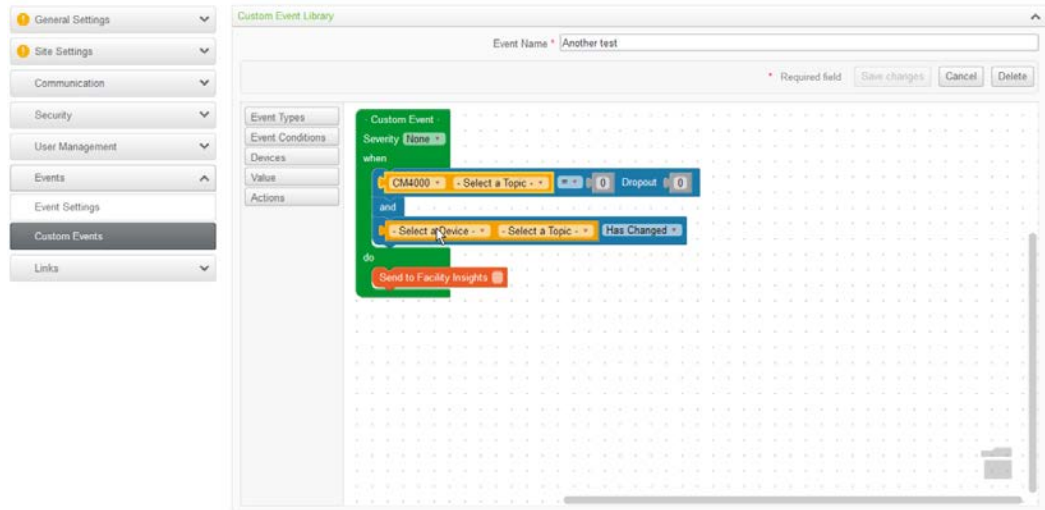 General Settings
Site Settings
Communication
Security
User Management
Events
Event Settings
Custom Events
Links
Custom Event Library
Event Name * Another test
* Required field Save changes Cancel Delete
Event Types
Event Conditions
Devices
Value
Actions
- Custom Event -
Severity None
when
CM4000 - Select a Topic - = 0 Dropout 0
and
- Select a Device - - Select a Topic - Has Changed
do
Send to Facility Insights